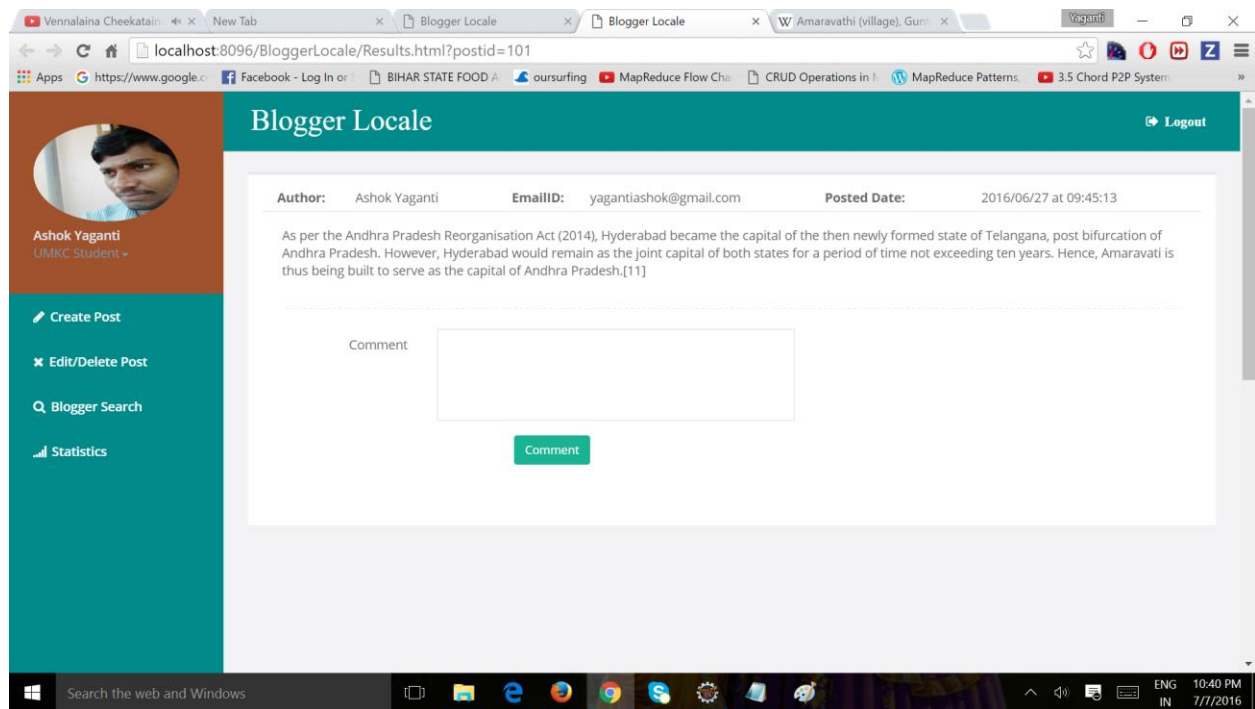 Vennalaina Cheekatain
New Tab
Blogger Locale
Blogger Locale
Amaravathi (village), Gunt
Yaganti
localhost:8096/BloggerLocale/Results.html?postid=101
Apps
https://www.google.c
Facebook - Log In or
BIHAR STATE FOOD A
oursurfing
MapReduce Flow Cha
CRUD Operations in
MapReduce Patterns,
3.5 Chord P2P System
Blogger Locale
Logout
Ashok Yaganti
UMKC Student
Create Post
Edit/Delete Post
Blogger Search
Statistics
Author: Ashok Yaganti EmailID: yagantiashok@gmail.com Posted Date: 2016/06/27 at 09:45:13
As per the Andhra Pradesh Reorganisation Act (2014), Hyderabad became the capital of the then newly formed state of Telangana, post bifurcation of
Andhra Pradesh. However, Hyderabad would remain as the joint capital of both states for a period of time not exceeding ten years. Hence, Amaravati is
thus being built to serve as the capital of Andhra Pradesh.[11]
Comment
Comment
Search the web and Windows
ENG
IN
10:40 PM
7/7/2016